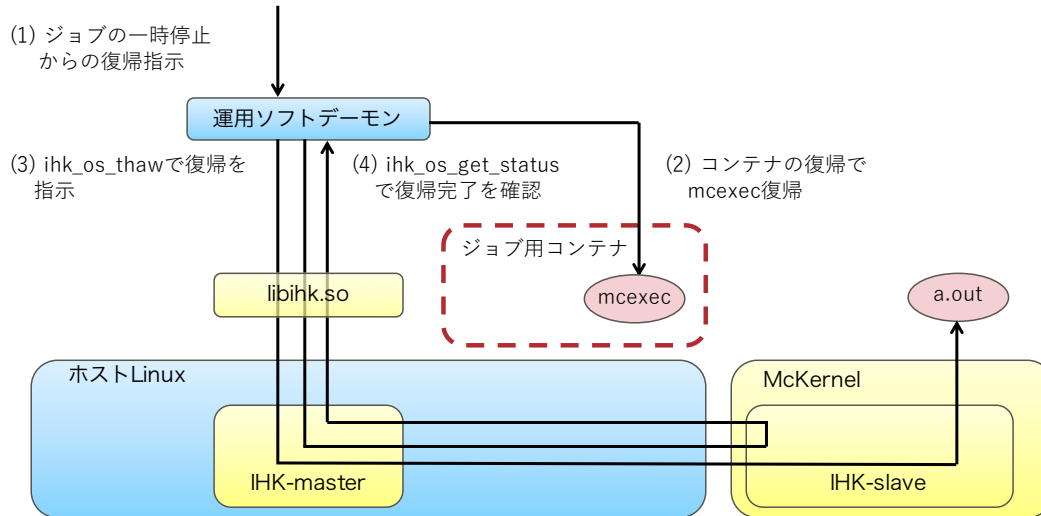 (1) ジョブの一時停止
からの復帰指示
運用ソフトデーモン
(3) ihk_os_thawで復帰を
指示
(4) ihk_os_get_status
で復帰完了を確認
(2) コンテナの復帰で
mcexec復帰
ジョブ用コンテナ
libihk.so
mcexec
a.out
ホストLinux
McKernel
IHK-master
IHK-slave